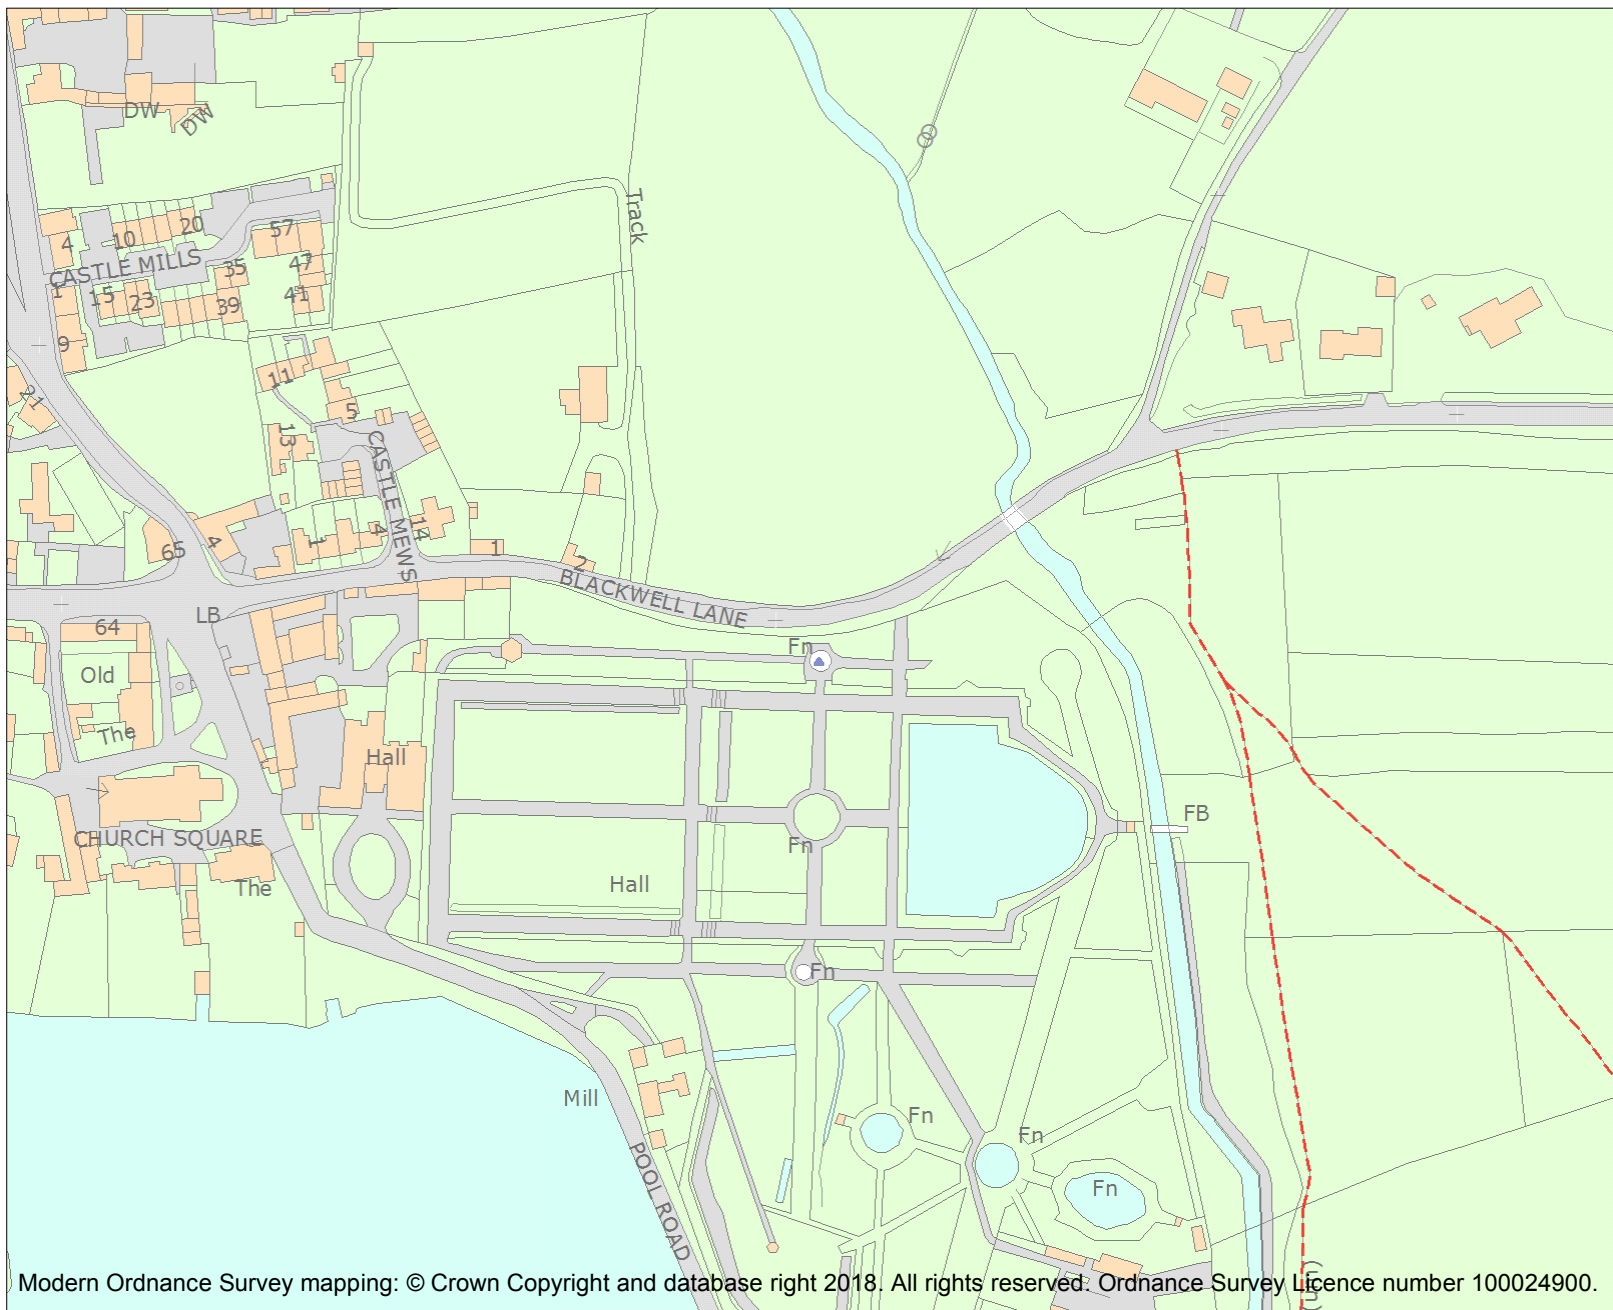 DW
DW
Track
4
10
20
57
CASTLE MILLS
35
47
1
15
23
39
41
9
21
11
5
13
CASTLE MEWS
1
4
14
65
4
1
2
BLACKWELL LANE
LB
64
Old
The
Fn
Hall
Fn
FB
CHURCH SQUARE
The
Hall
Fn
Mill
Fn
Fn
Fn
POOL ROAD
Modern Ordnance Survey mapping: © Crown Copyright and database right 2018. All rights reserved. Ordnance Survey Licence number 100024900.